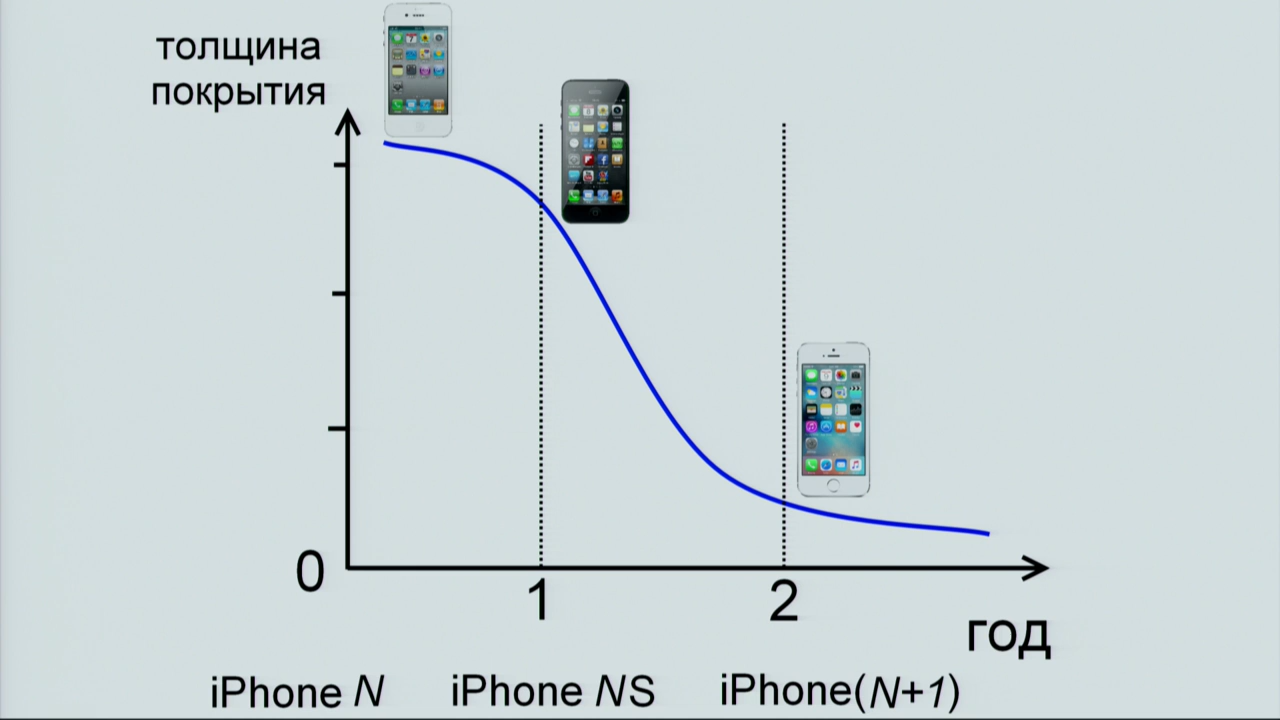 толщина
покрытия
0
1
2
год
iPhone N
iPhone NS
iPhone(N+1)